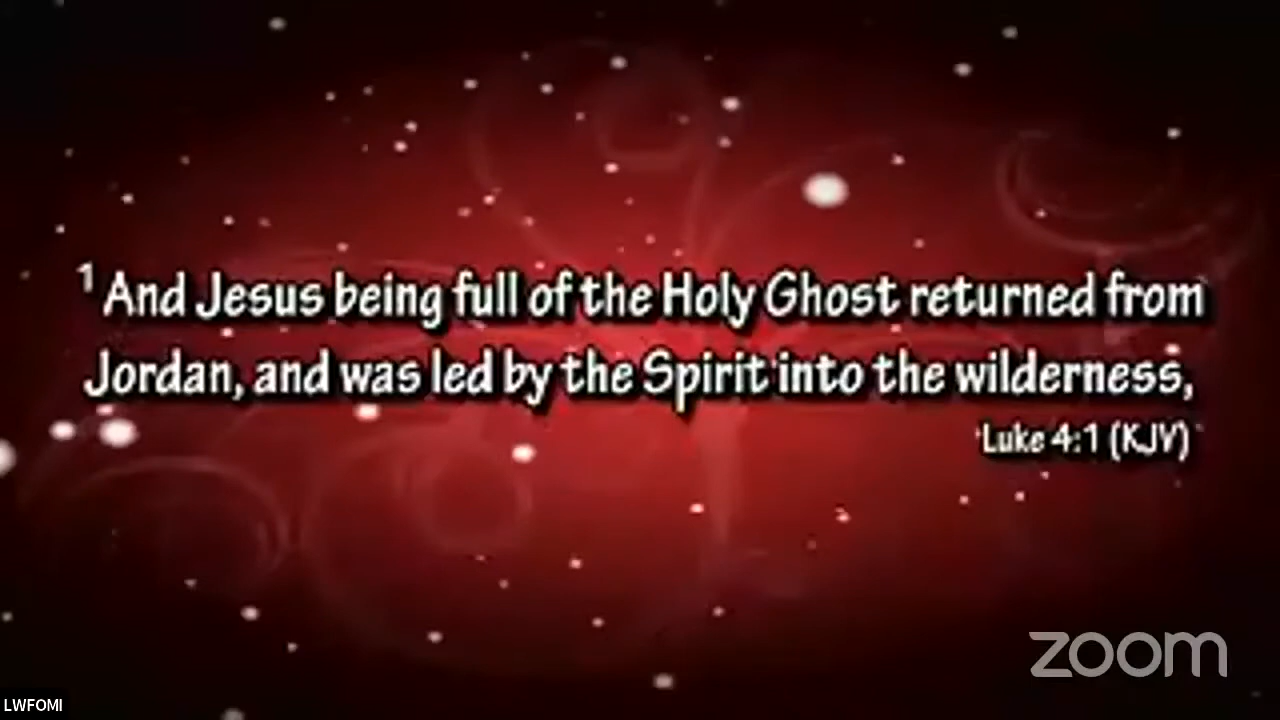 1 And Jesus being full of the Holy Ghost returned from
Jordan, and was led by the Spirit into the wilderness,
Luke 4:1 (KJV)
zoom
LWFOMI